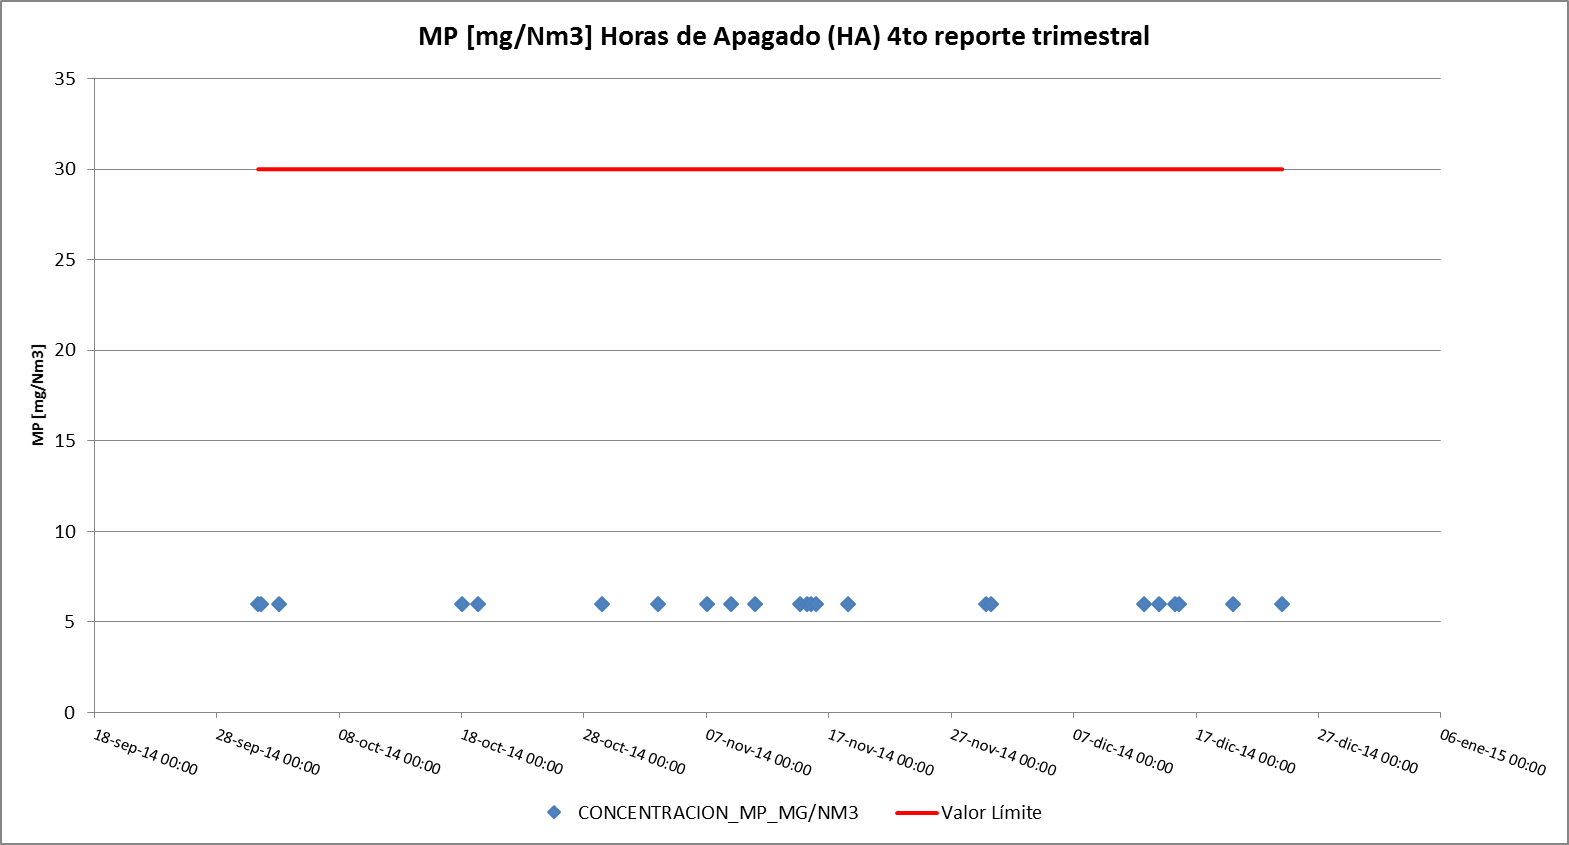 MP [mg/Nm3] Horas de Apagado (HA) 4to reporte trimestral
35
30
25
20
15
10
5
0
MP [mg/Nm3]
18-sep-14 00:00
28-sep-14 00:00
08-oct-14 00:00
18-oct-14 00:00
28-oct-14 00:00
07-nov-14 00:00
17-nov-14 00:00
27-nov-14 00:00
07-dic-14 00:00
17-dic-14 00:00
27-dic-14 00:00
06-ene-15 00:00
CONCENTRACION_MP_MG/NM3
Valor Límite